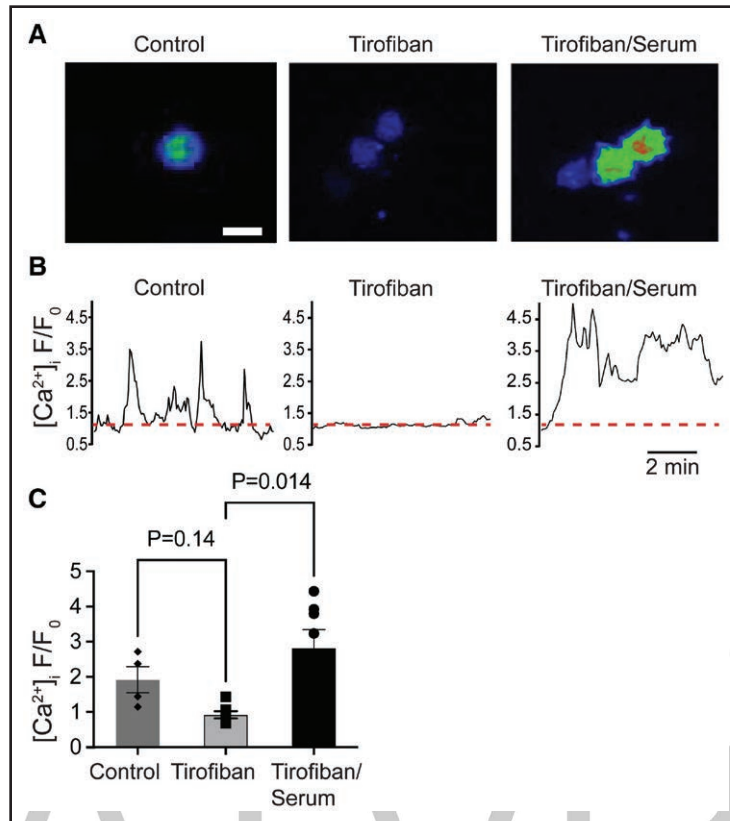 A
Control
Tirofiban
Tirofiban/Serum
B
Control
Tirofiban
Tirofiban/Serum
[Ca²⁺]ᵢ F/F₀
4.5
3.5
2.5
1.5
0.5
4.5
3.5
2.5
1.5
0.5
4.5
3.5
2.5
1.5
0.5
2 min
C
P=0.014
P=0.14
[Ca²⁺]ᵢ F/F₀
5
4
3
2
1
0
Control
Tirofiban
Tirofiban/
Serum